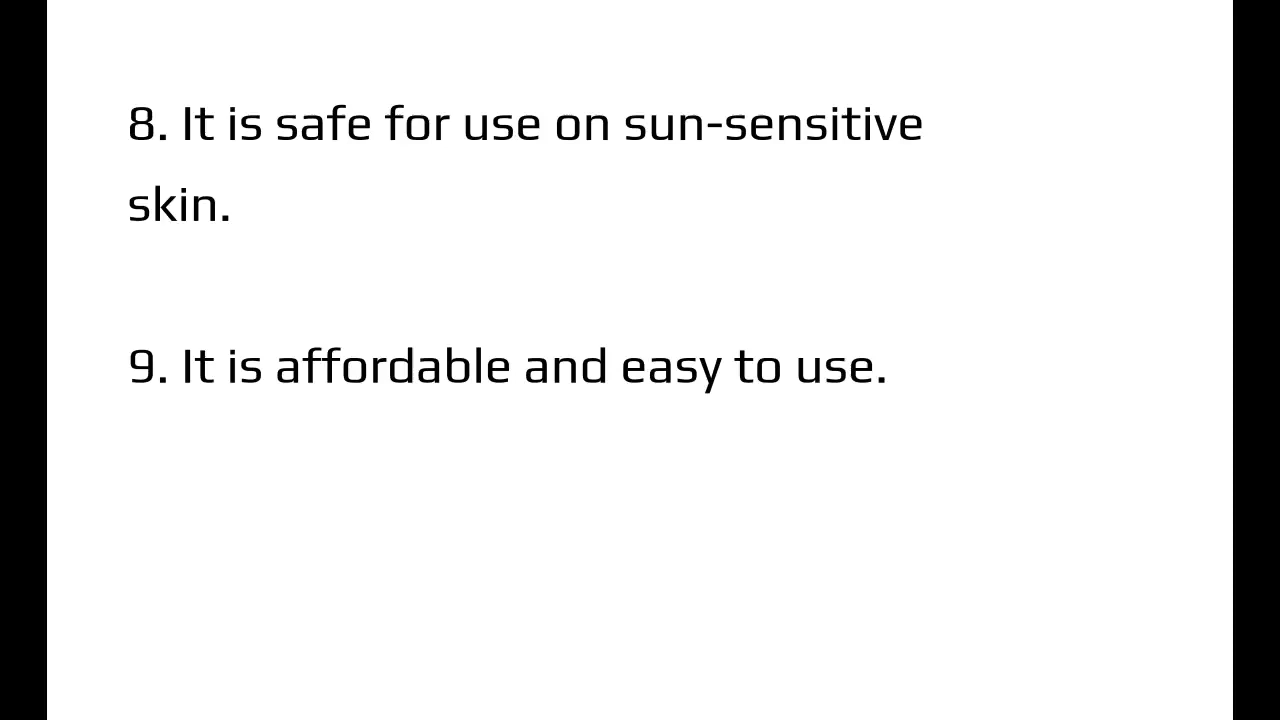 8. It is safe for use on sun-sensitive
skin.
9. It is affordable and easy to use.